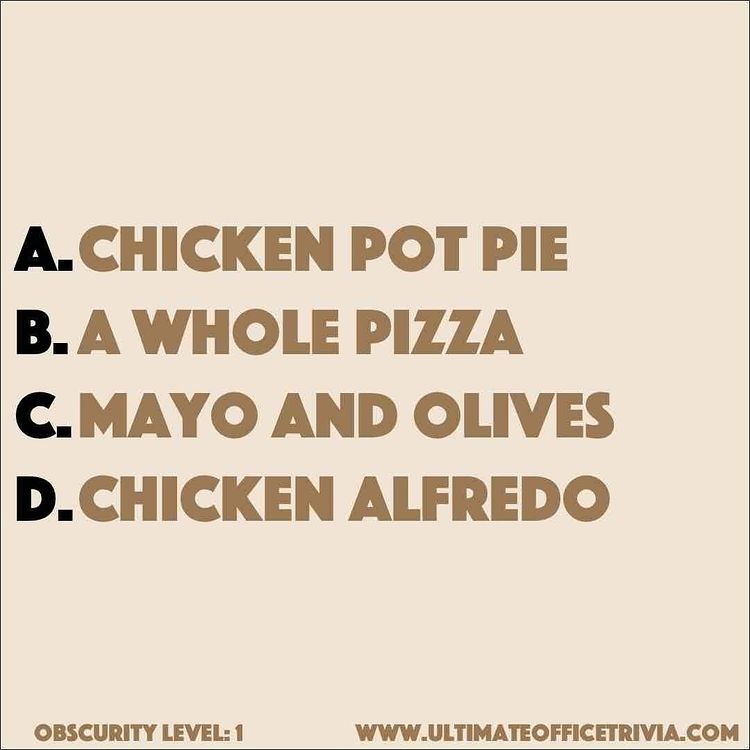 A. CHICKEN POT PIE
B. A WHOLE PIZZA
C. MAYO AND OLIVES
D. CHICKEN ALFREDO
OBSCURITY LEVEL: 1 WWW.ULTIMATEOFFICETRIVIA.COM